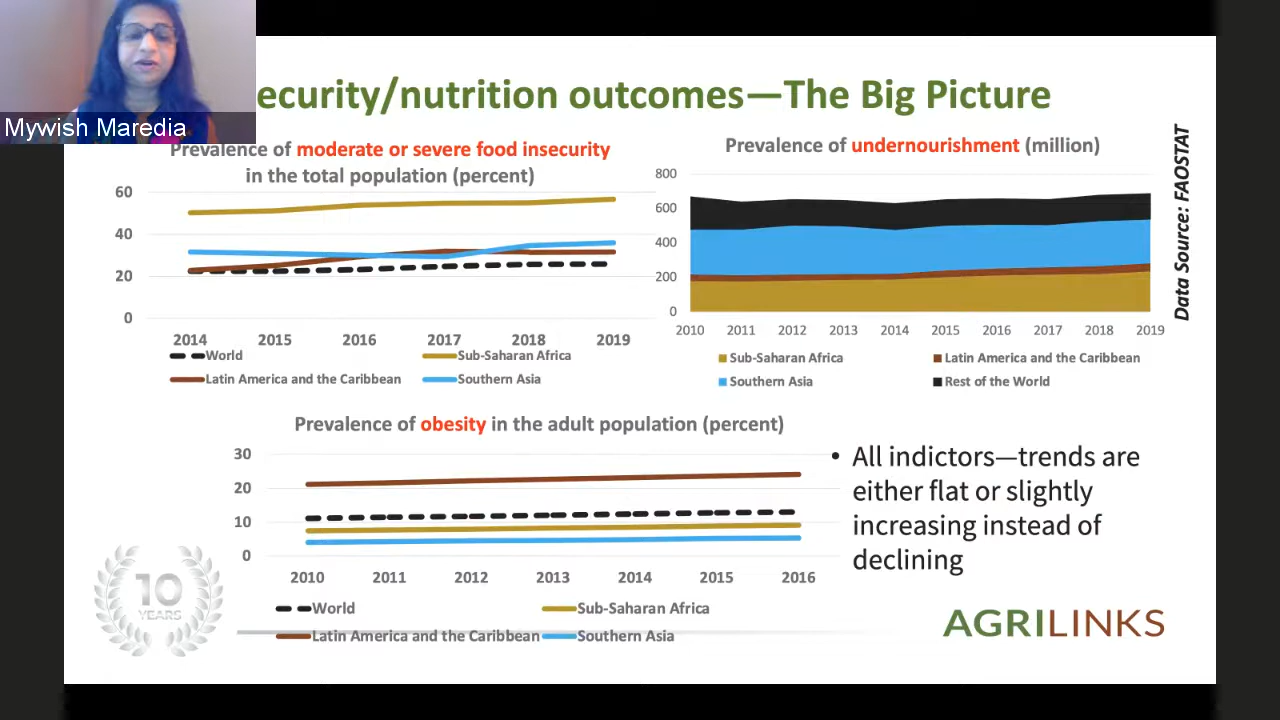 Mywish Maredia
ecurity/nutrition outcomes—The Big Picture
Prevalence of moderate or severe food insecurity
in the total population (percent)
60
40
20
0
2014 2015 2016 2017 2018 2019
World Sub-Saharan Africa
Latin America and the Caribbean Southern Asia
Prevalence of undernourishment (million)
800
600
400
200
0
2010 2011 2012 2013 2014 2015 2016 2017 2018 2019
Sub-Saharan Africa Latin America and the Caribbean
Southern Asia Rest of the World
Data Source: FAOSTAT
Prevalence of obesity in the adult population (percent)
30
20
10
0
2010 2011 2012 2013 2014 2015 2016
World Sub-Saharan Africa
Latin America and the Caribbean Southern Asia
• All indictors—trends are
either flat or slightly
increasing instead of
declining
10
YEARS
AGRILINKS